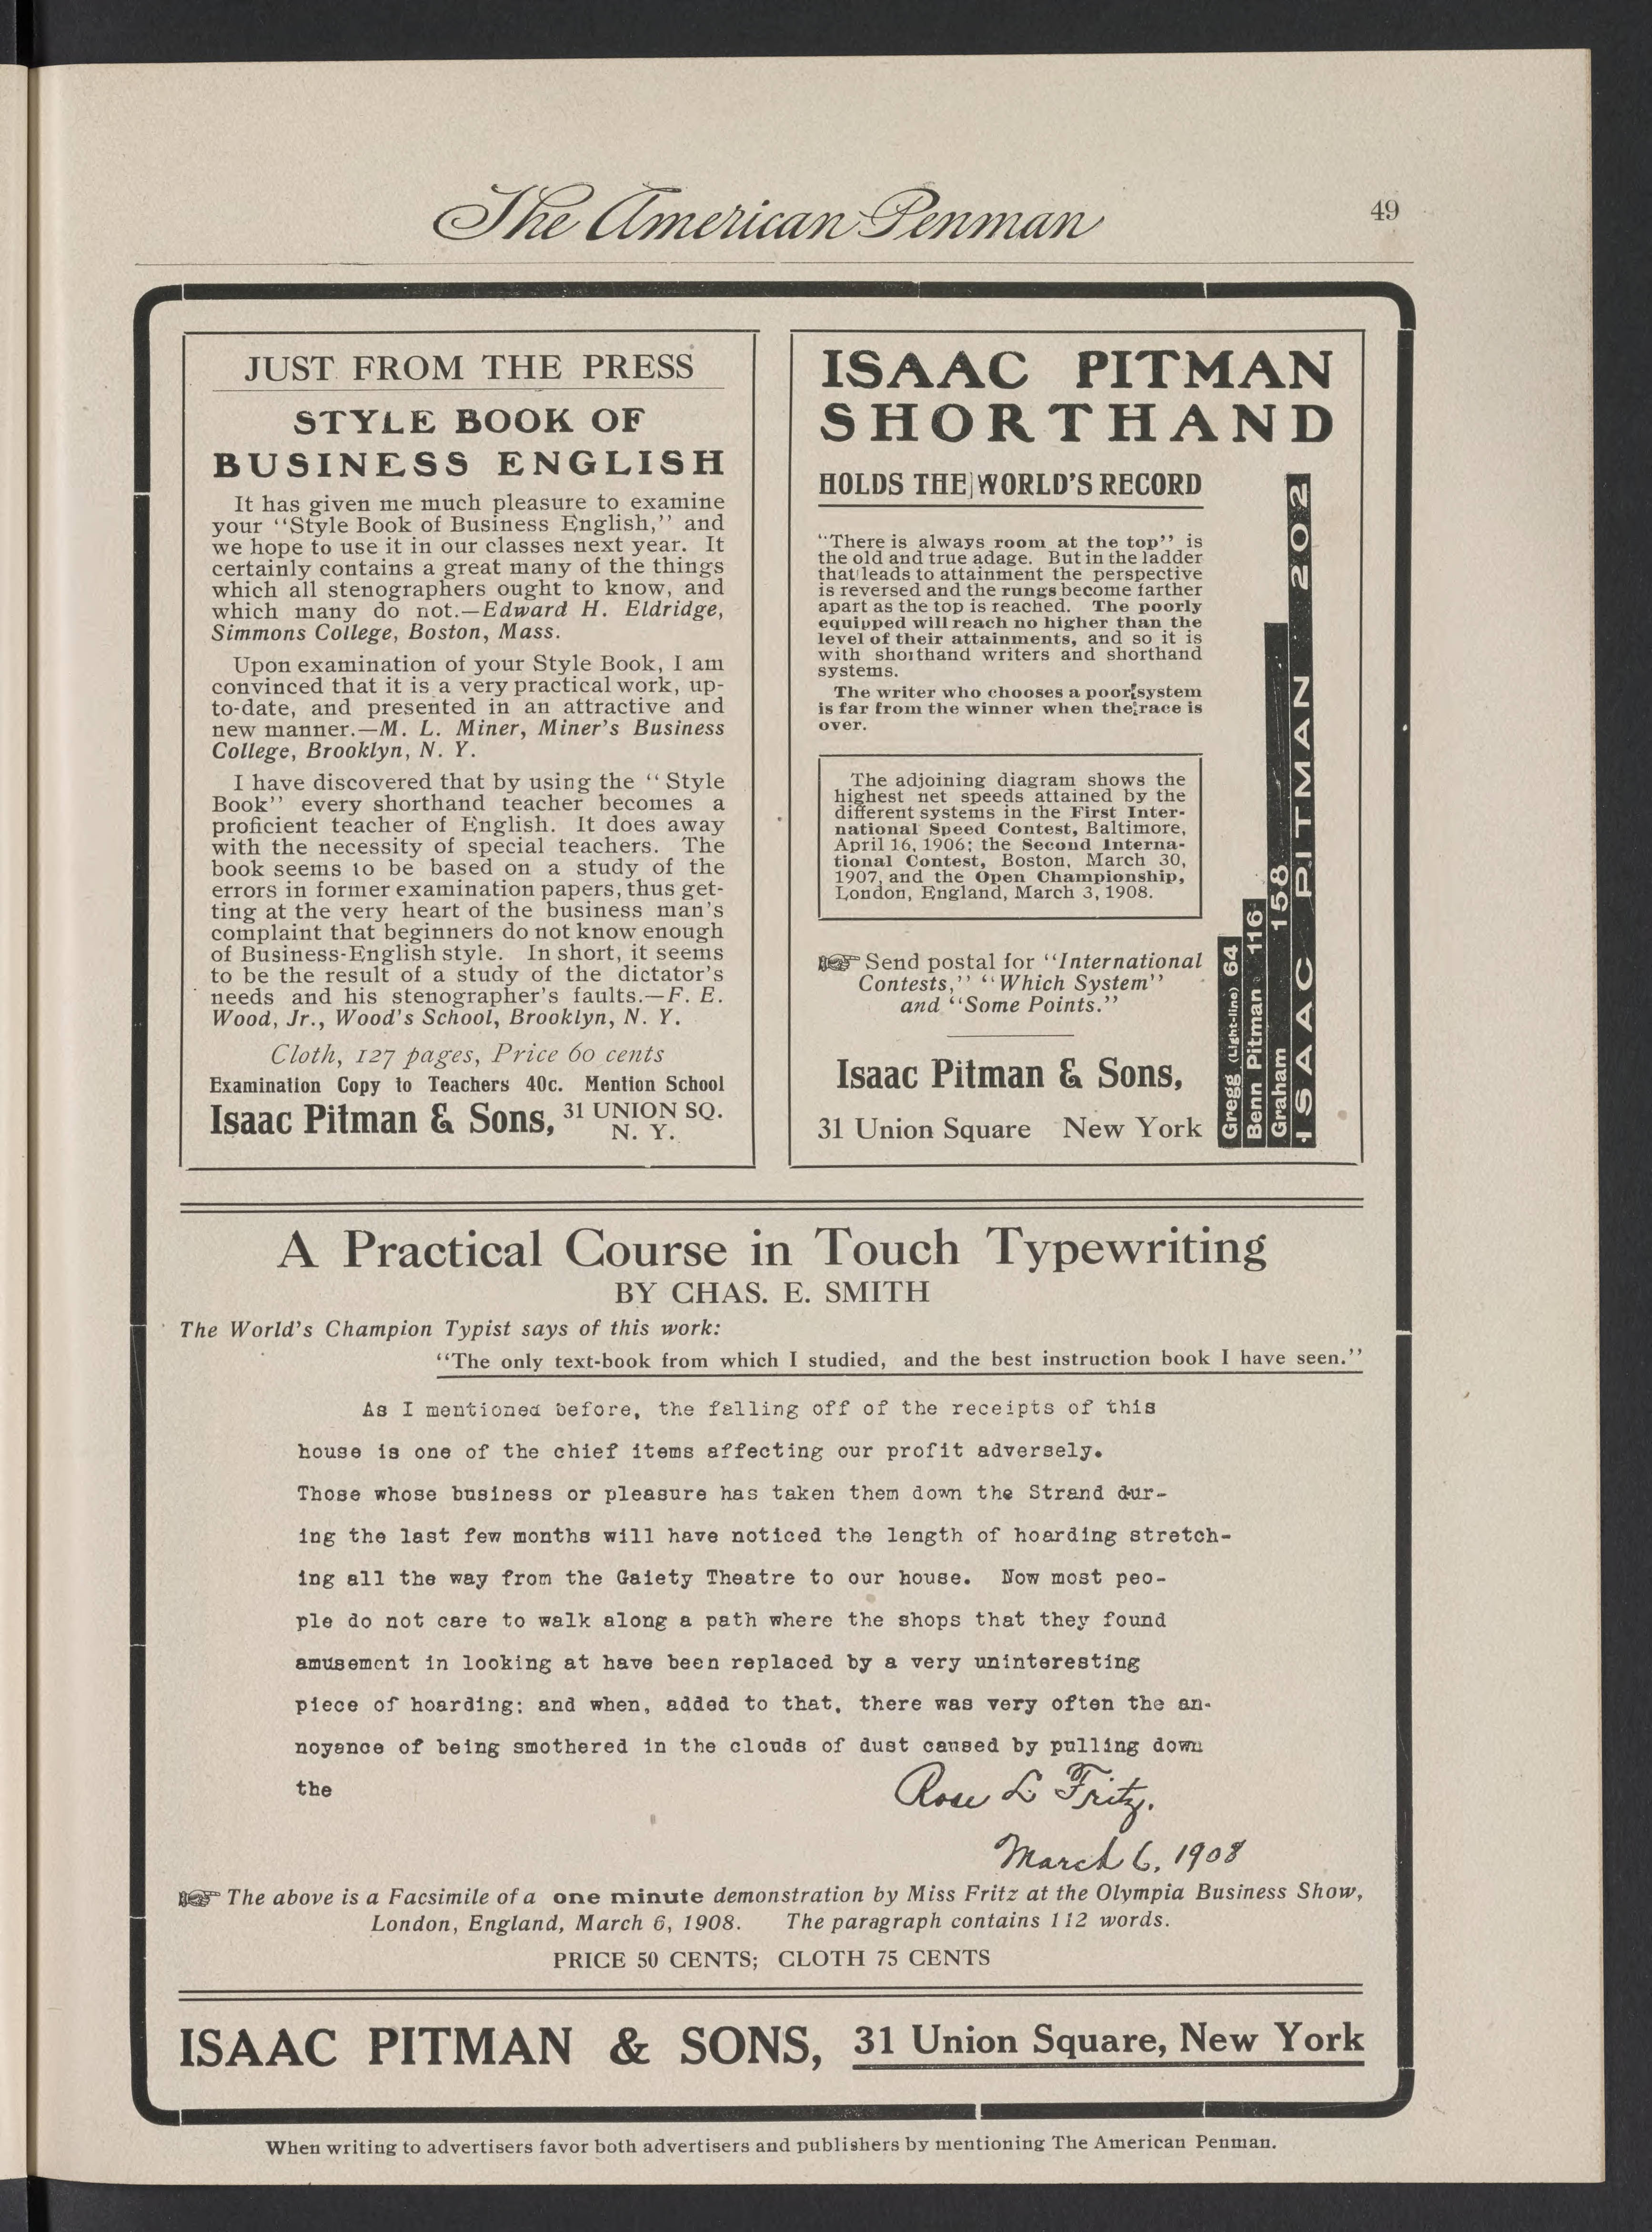 The American Penman
49
JUST FROM THE PRESS
STYLE BOOK OF
BUSINESS ENGLISH
It has given me much pleasure to examine
your “Style Book of Business English,” and
we hope to use it in our classes next year. It
certainly contains a great many of the things
which all stenographers ought to know, and
which many do not.—Edward H. Eldridge,
Simmons College, Boston, Mass.
Upon examination of your Style Book, I am
convinced that it is a very practical work, up-
to-date, and presented in an attractive and
new manner.—M. L. Miner, Miner's Business
College, Brooklyn, N. Y.
I have discovered that by using the “ Style
Book” every shorthand teacher becomes a
proficient teacher of English. It does away
with the necessity of special teachers. The
book seems to be based on a study of the
errors in former examination papers, thus get-
ting at the very heart of the business man's
complaint that beginners do not know enough
of Business-English style. In short, it seems
to be the result of a study of the dictator's
needs and his stenographer's faults.—F. E.
Wood, Jr., Wood's School, Brooklyn, N. Y.
Cloth, 127 pages, Price 60 cents
Examination Copy to Teachers 40c. Mention School
Isaac Pitman & Sons, 31 UNION SQ.
N. Y.
ISAAC PITMAN
SHORTHAND
HOLDS THE WORLD'S RECORD
“There is always room at the top” is
the old and true adage. But in the ladder
that leads to attainment the perspective
is reversed and the rungs become farther
apart as the top is reached. The poorly
equipped will reach no higher than the
level of their attainments, and so it is
with shorthand writers and shorthand
systems.
The writer who chooses a poor system
is far from the winner when the race is
over.
The adjoining diagram shows the
highest net speeds attained by the
different systems in the First Inter-
national Speed Contest, Baltimore,
April 16, 1906; the Second Interna-
tional Contest, Boston, March 30,
1907, and the Open Championship,
London, England, March 3, 1908.
Send postal for “International
Contests,” “Which System”
and “Some Points.”
Isaac Pitman & Sons,
31 Union Square New York
Gregg (Light-line) 64
Benn Pitman 116
Graham 158
ISAAC PITMAN 202
A Practical Course in Touch Typewriting
BY CHAS. E. SMITH
The World's Champion Typist says of this work:
“The only text-book from which I studied, and the best instruction book I have seen.”
As I mentioned before, the falling off of the receipts of this
house is one of the chief items affecting our profit adversely.
Those whose business or pleasure has taken them down the Strand dur-
ing the last few months will have noticed the length of hoarding stretch-
ing all the way from the Gaiety Theatre to our house. Now most peo-
ple do not care to walk along a path where the shops that they found
amusement in looking at have been replaced by a very uninteresting
piece of hoarding; and when, added to that, there was very often the an-
noyance of being smothered in the clouds of dust caused by pulling down
the
Rose L Fritz.
March 6, 1908
The above is a Facsimile of a one minute demonstration by Miss Fritz at the Olympia Business Show,
London, England, March 6, 1908. The paragraph contains 112 words.
PRICE 50 CENTS; CLOTH 75 CENTS
ISAAC PITMAN & SONS, 31 Union Square, New York
When writing to advertisers favor both advertisers and publishers by mentioning The American Penman.